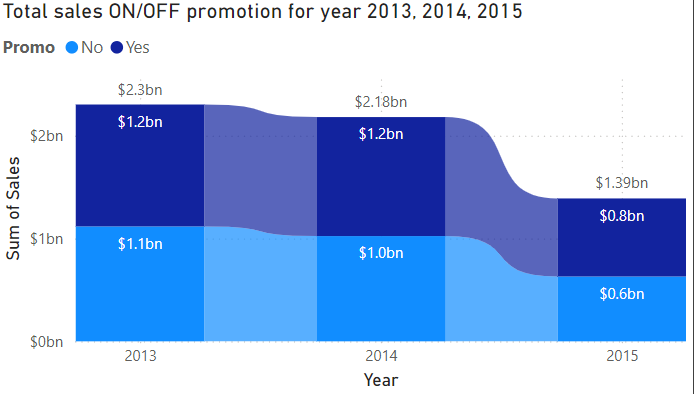 Total sales ON/OFF promotion for year 2013, 2014, 2015
Promo No Yes
$2.3bn
$2.18bn
$1.39bn
$1.2bn
$1.2bn
$0.8bn
$1.1bn
$1.0bn
$0.6bn
$2bn
$1bn
$0bn
Sum of Sales
2013 2014 2015
Year